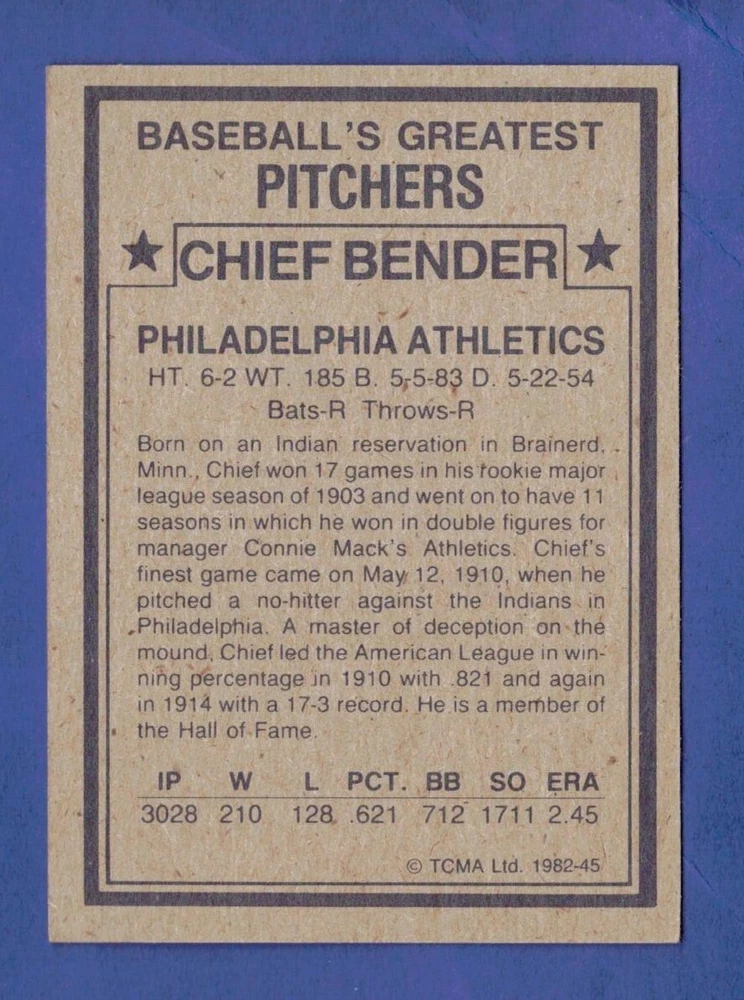 BASEBALL'S GREATEST
PITCHERS
★ CHIEF BENDER ★
PHILADELPHIA ATHLETICS
HT. 6-2 WT. 185 B. 5-5-83 D. 5-22-54
Bats-R Throws-R
Born on an Indian reservation in Brainerd,
Minn., Chief won 17 games in his rookie major
league season of 1903 and went on to have 11
seasons in which he won in double figures for
manager Connie Mack's Athletics. Chief's
finest game came on May 12, 1910, when he
pitched a no-hitter against the Indians in
Philadelphia. A master of deception on the
mound, Chief led the American League in win-
ning percentage in 1910 with .821 and again
in 1914 with a 17-3 record. He is a member of
the Hall of Fame.
IP W L PCT. BB SO ERA
3028 210 128 .621 712 1711 2.45
© TCMA Ltd. 1982-45